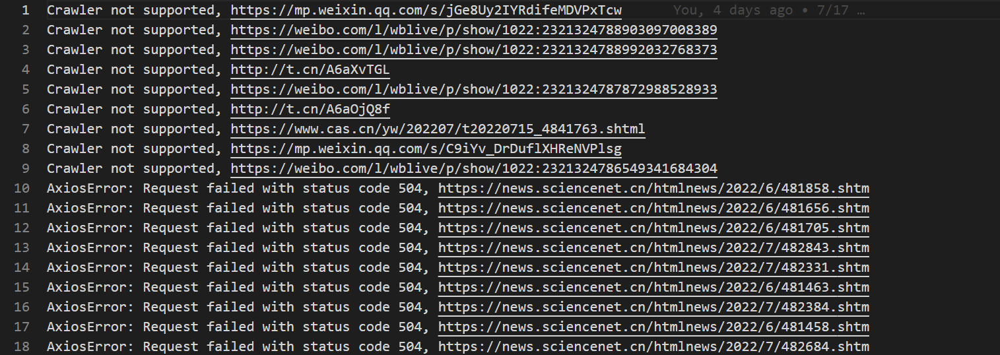 1 Crawler not supported, https://mp.weixin.qq.com/s/jGe8Uy2IYRdifeMDVPxTcw You, 4 days ago • 7/17 …
2 Crawler not supported, https://weibo.com/l/wblive/p/show/1022:2321324788903097008389
3 Crawler not supported, https://weibo.com/l/wblive/p/show/1022:2321324788992032768373
4 Crawler not supported, http://t.cn/A6aXvTGL
5 Crawler not supported, https://weibo.com/l/wblive/p/show/1022:2321324787872988528933
6 Crawler not supported, http://t.cn/A6aOjQ8f
7 Crawler not supported, https://www.cas.cn/yw/202207/t20220715_4841763.shtml
8 Crawler not supported, https://mp.weixin.qq.com/s/C9iYv_DrDuflXHReNVPlsg
9 Crawler not supported, https://weibo.com/l/wblive/p/show/1022:2321324786549341684304
10 AxiosError: Request failed with status code 504, https://news.sciencenet.cn/htmlnews/2022/6/481858.shtm
11 AxiosError: Request failed with status code 504, https://news.sciencenet.cn/htmlnews/2022/6/481656.shtm
12 AxiosError: Request failed with status code 504, https://news.sciencenet.cn/htmlnews/2022/6/481705.shtm
13 AxiosError: Request failed with status code 504, https://news.sciencenet.cn/htmlnews/2022/7/482843.shtm
14 AxiosError: Request failed with status code 504, https://news.sciencenet.cn/htmlnews/2022/7/482331.shtm
15 AxiosError: Request failed with status code 504, https://news.sciencenet.cn/htmlnews/2022/6/481463.shtm
16 AxiosError: Request failed with status code 504, https://news.sciencenet.cn/htmlnews/2022/7/482384.shtm
17 AxiosError: Request failed with status code 504, https://news.sciencenet.cn/htmlnews/2022/6/481458.shtm
18 AxiosError: Request failed with status code 504, https://news.sciencenet.cn/htmlnews/2022/7/482684.shtm